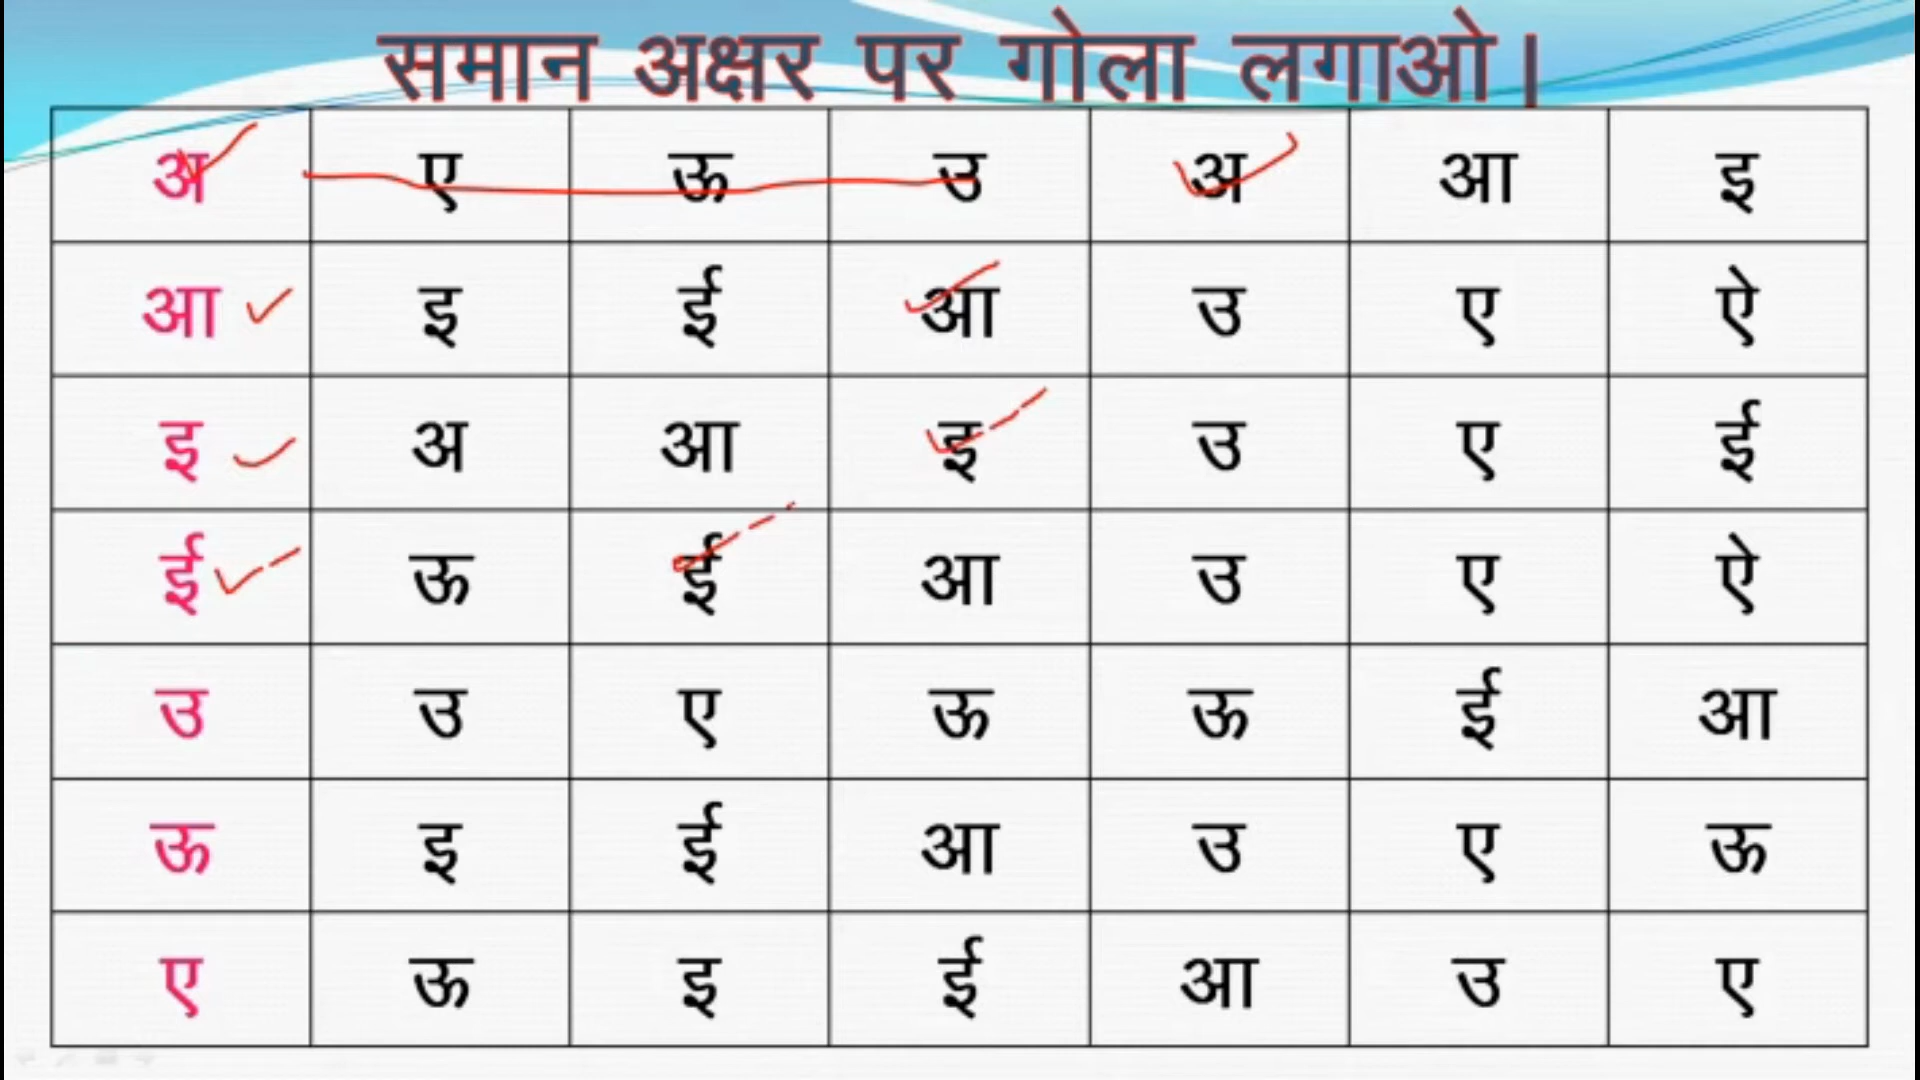 समान अक्षर पर गोला लगाओ।
अ ए ऊ उ अ आ इ
आ इ ई आ उ ए ऐ
इ अ आ इ उ ए ई
ई ऊ ई आ उ ए ऐ
उ उ ए ऊ ऊ ई आ
ऊ इ ई आ उ ए ऊ
ए ऊ इ ई आ उ ए